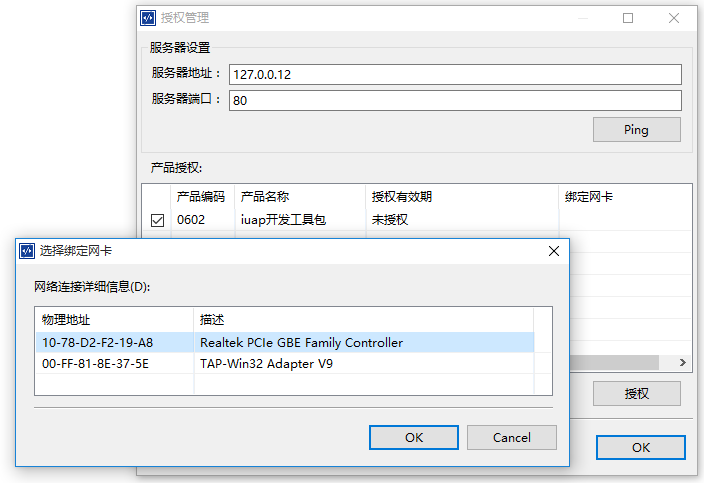 授权管理
服务器设置
服务器地址： 127.0.0.12
服务器端口： 80
Ping
产品授权:
产品编码 产品名称 授权有效期 绑定网卡
0602 iuap开发工具包 未授权
选择绑定网卡
网络连接详细信息(D):
物理地址 描述
10-78-D2-F2-19-A8 Realtek PCIe GBE Family Controller
00-FF-81-8E-37-5E TAP-Win32 Adapter V9
授权
OK Cancel
OK